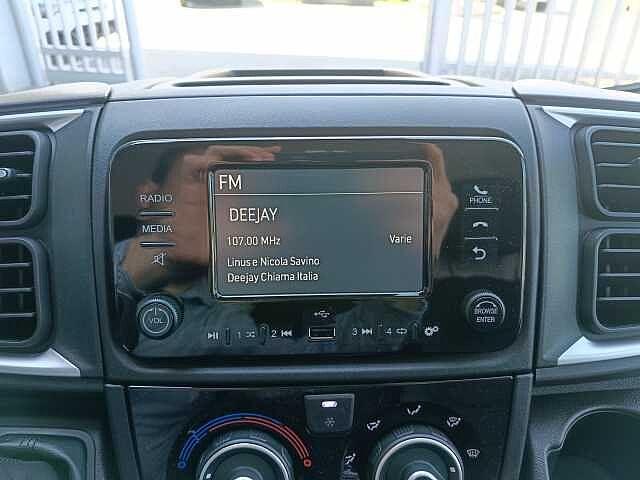 FM
DEEJAY
107.00 MHz Varie
Linus e Nicola Savino
Deejay Chiama Italia
RADIO
MEDIA
PHONE
VOL
1 2 3 4
BROWSE
ENTER